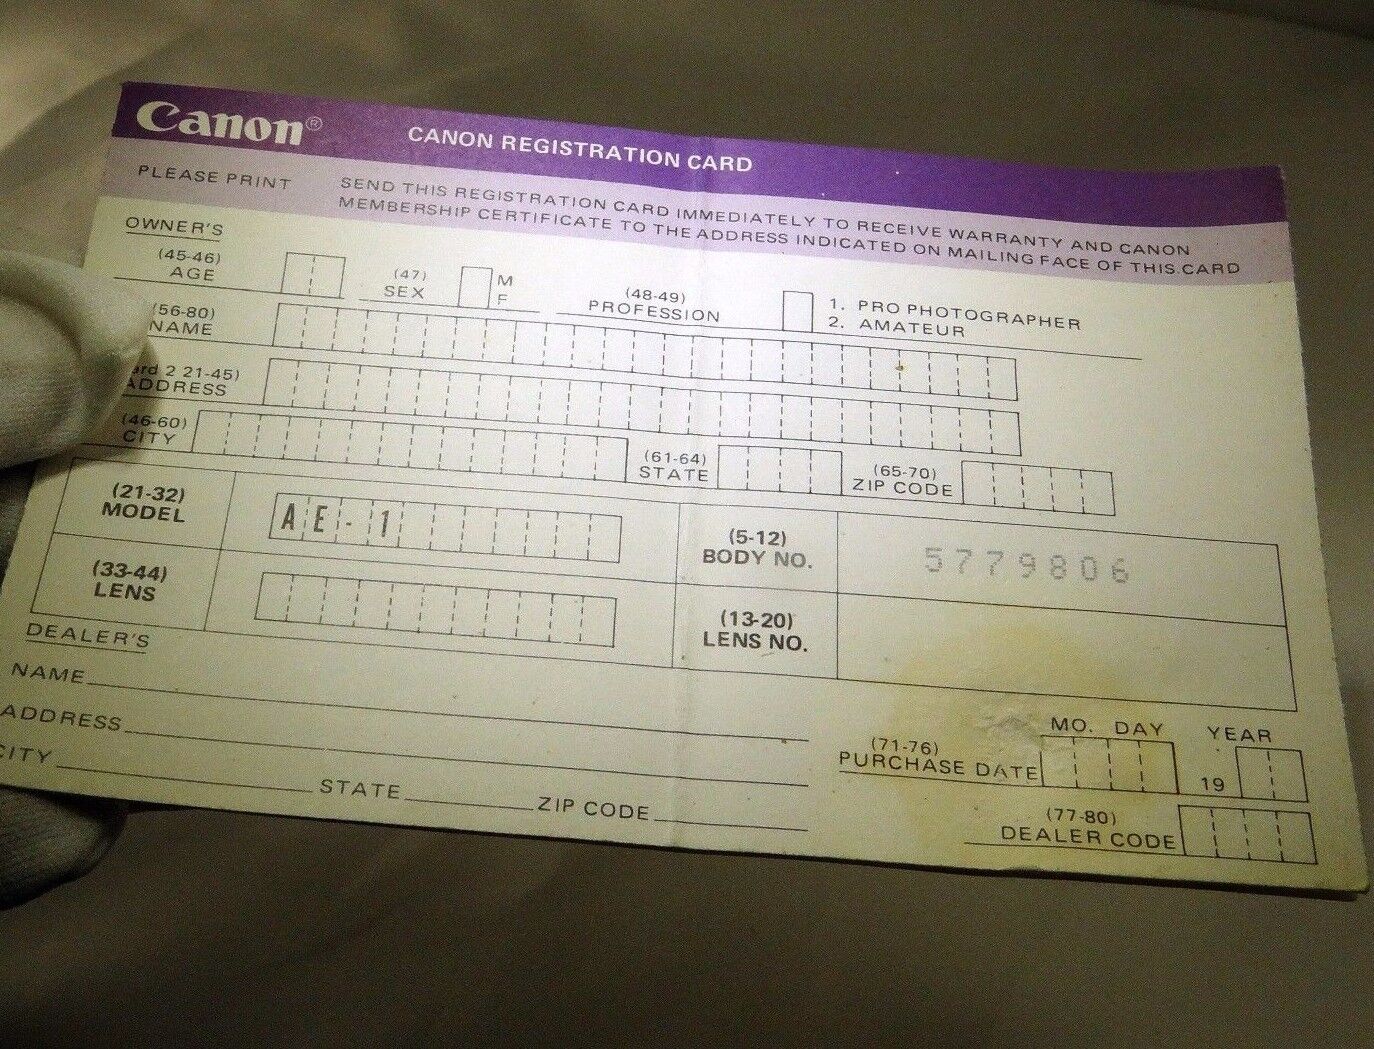 Canon® CANON REGISTRATION CARD
PLEASE PRINT SEND THIS REGISTRATION CARD IMMEDIATELY TO RECEIVE WARRANTY AND CANON
MEMBERSHIP CERTIFICATE TO THE ADDRESS INDICATED ON MAILING FACE OF THIS CARD
OWNER'S
(45-46) (47) M (48-49) 1. PRO PHOTOGRAPHER
AGE SEX F PROFESSION 2. AMATEUR
(56-80)
NAME
2 21-45)
ADDRESS
(46-60) (61-64) (65-70)
CITY STATE ZIP CODE
(21-32) AE-1 (5-12) 5779806
MODEL BODY NO.
(33-44) (13-20)
LENS LENS NO.
DEALER'S
NAME
ADDRESS MO. DAY YEAR
CITY (71-76)
PURCHASE DATE 19
STATE ZIP CODE (77-80)
DEALER CODE